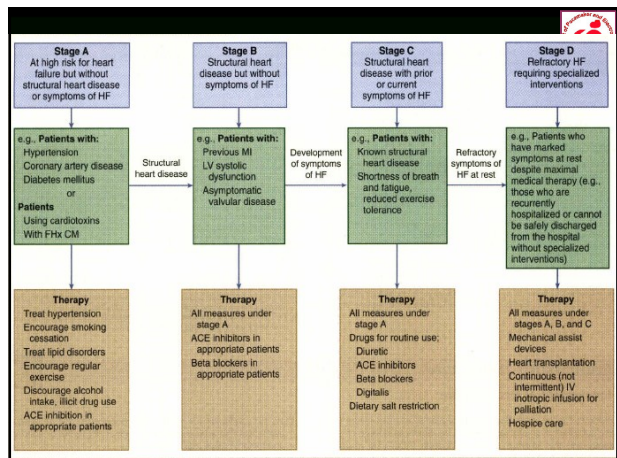 of Pacemaker and
Stage A
At high risk for heart
failure but without
structural heart disease
or symptoms of HF
Stage B
Structural heart
disease but without
symptoms of HF
Stage C
Structural heart
disease with prior
or current
symptoms of HF
Stage D
Refractory HF
requiring specialized
interventions
e.g., Patients with:
Hypertension
Coronary artery disease
Diabetes mellitus
or
Patients
Using cardiotoxins
With FHx CM
Structural
heart disease
e.g., Patients with:
Previous MI
LV systolic
dysfunction
Asymptomatic
valvular disease
Development
of symptoms
of HF
e.g., Patients with:
Known structural
heart disease
Shortness of breath
and fatigue,
reduced exercise
tolerance
Refractory
symptoms of
HF at rest
e.g., Patients who
have marked
symptoms at rest
despite maximal
medical therapy (e.g.,
those who are
recurrently
hospitalized or cannot
be safely discharged
from the hospital
without specialized
interventions)
Therapy
Treat hypertension
Encourage smoking
cessation
Treat lipid disorders
Encourage regular
exercise
Discourage alcohol
intake, illicit drug use
ACE inhibition in
appropriate patients
Therapy
All measures under
stage A
ACE inhibitors in
appropriate patients
Beta blockers in
appropriate patients
Therapy
All measures under
stage A
Drugs for routine use;
Diuretic
ACE inhibitors
Beta blockers
Digitalis
Dietary salt restriction
Therapy
All measures under
stages A, B, and C
Mechanical assist
devices
Heart transplantation
Continuous (not
intermittent) IV
inotropic infusion for
palliation
Hospice care